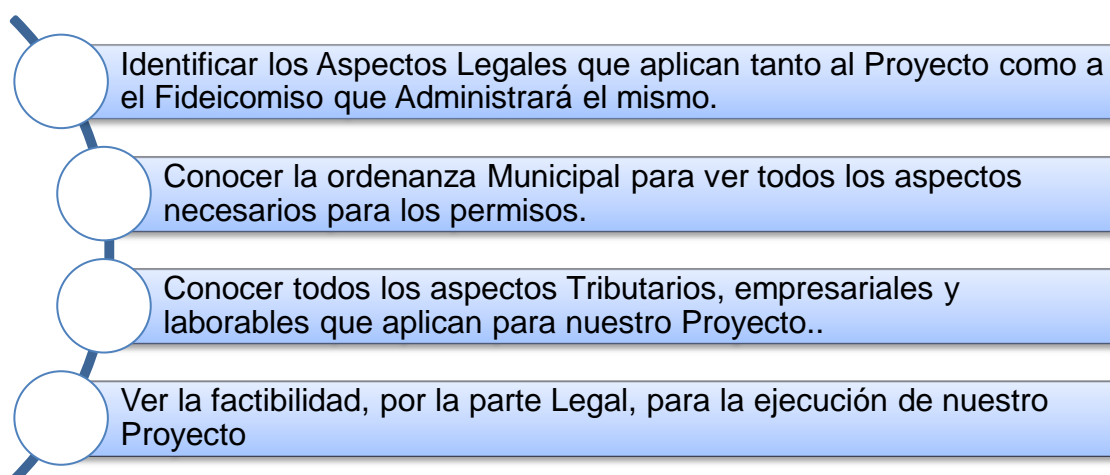 Identificar los Aspectos Legales que aplican tanto al Proyecto como a
el Fideicomiso que Administrará el mismo.
Conocer la ordenanza Municipal para ver todos los aspectos
necesarios para los permisos.
Conocer todos los aspectos Tributarios, empresariales y
laborables que aplican para nuestro Proyecto..
Ver la factibilidad, por la parte Legal, para la ejecución de nuestro
Proyecto